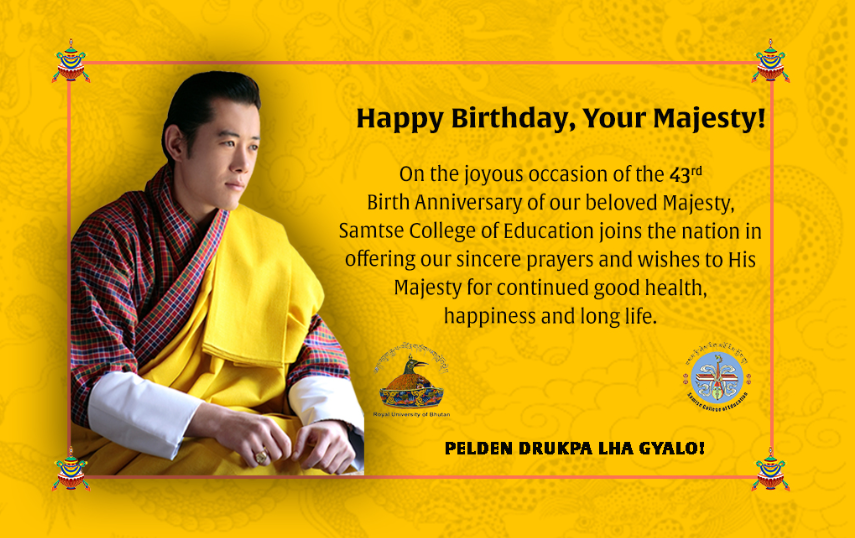 Happy Birthday, Your Majesty!
On the joyous occasion of the 43rd
Birth Anniversary of our beloved Majesty,
Samtse College of Education joins the nation in
offering our sincere prayers and wishes to His
Majesty for continued good health,
happiness and long life.
Royal University of Bhutan
Samtse College of Education
PELDEN DRUKPA LHA GYALO!